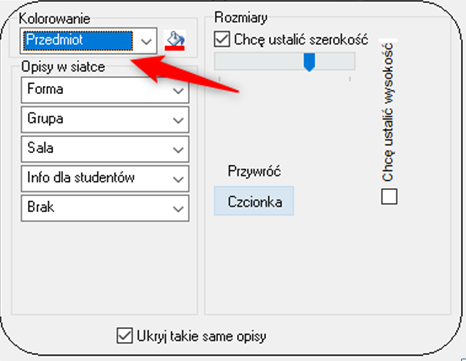 Kolorowanie
Przedmiot
Opisy w siatce
Forma
Grupa
Sala
Info dla studentów
Brak
Rozmiary
Chcę ustalić szerokość
Chcę ustalić wysokość
Przywróć
Czcionka
Ukryj takie same opisy